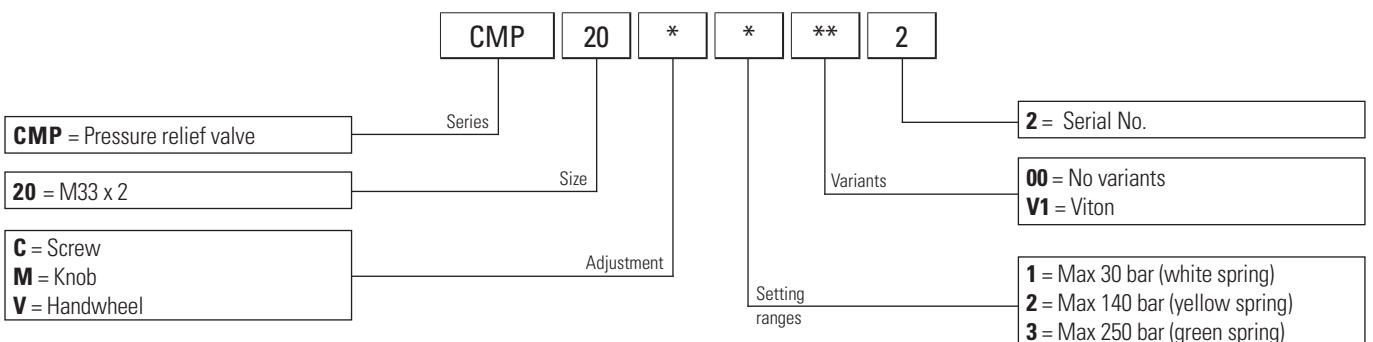 CMP 20 * * ** 2
Series
CMP = Pressure relief valve
2 = Serial No.
Size
20 = M33 x 2
Variants
00 = No variants
V1 = Viton
Adjustment
C = Screw
M = Knob
V = Handwheel
Setting
ranges
1 = Max 30 bar (white spring)
2 = Max 140 bar (yellow spring)
3 = Max 250 bar (green spring)